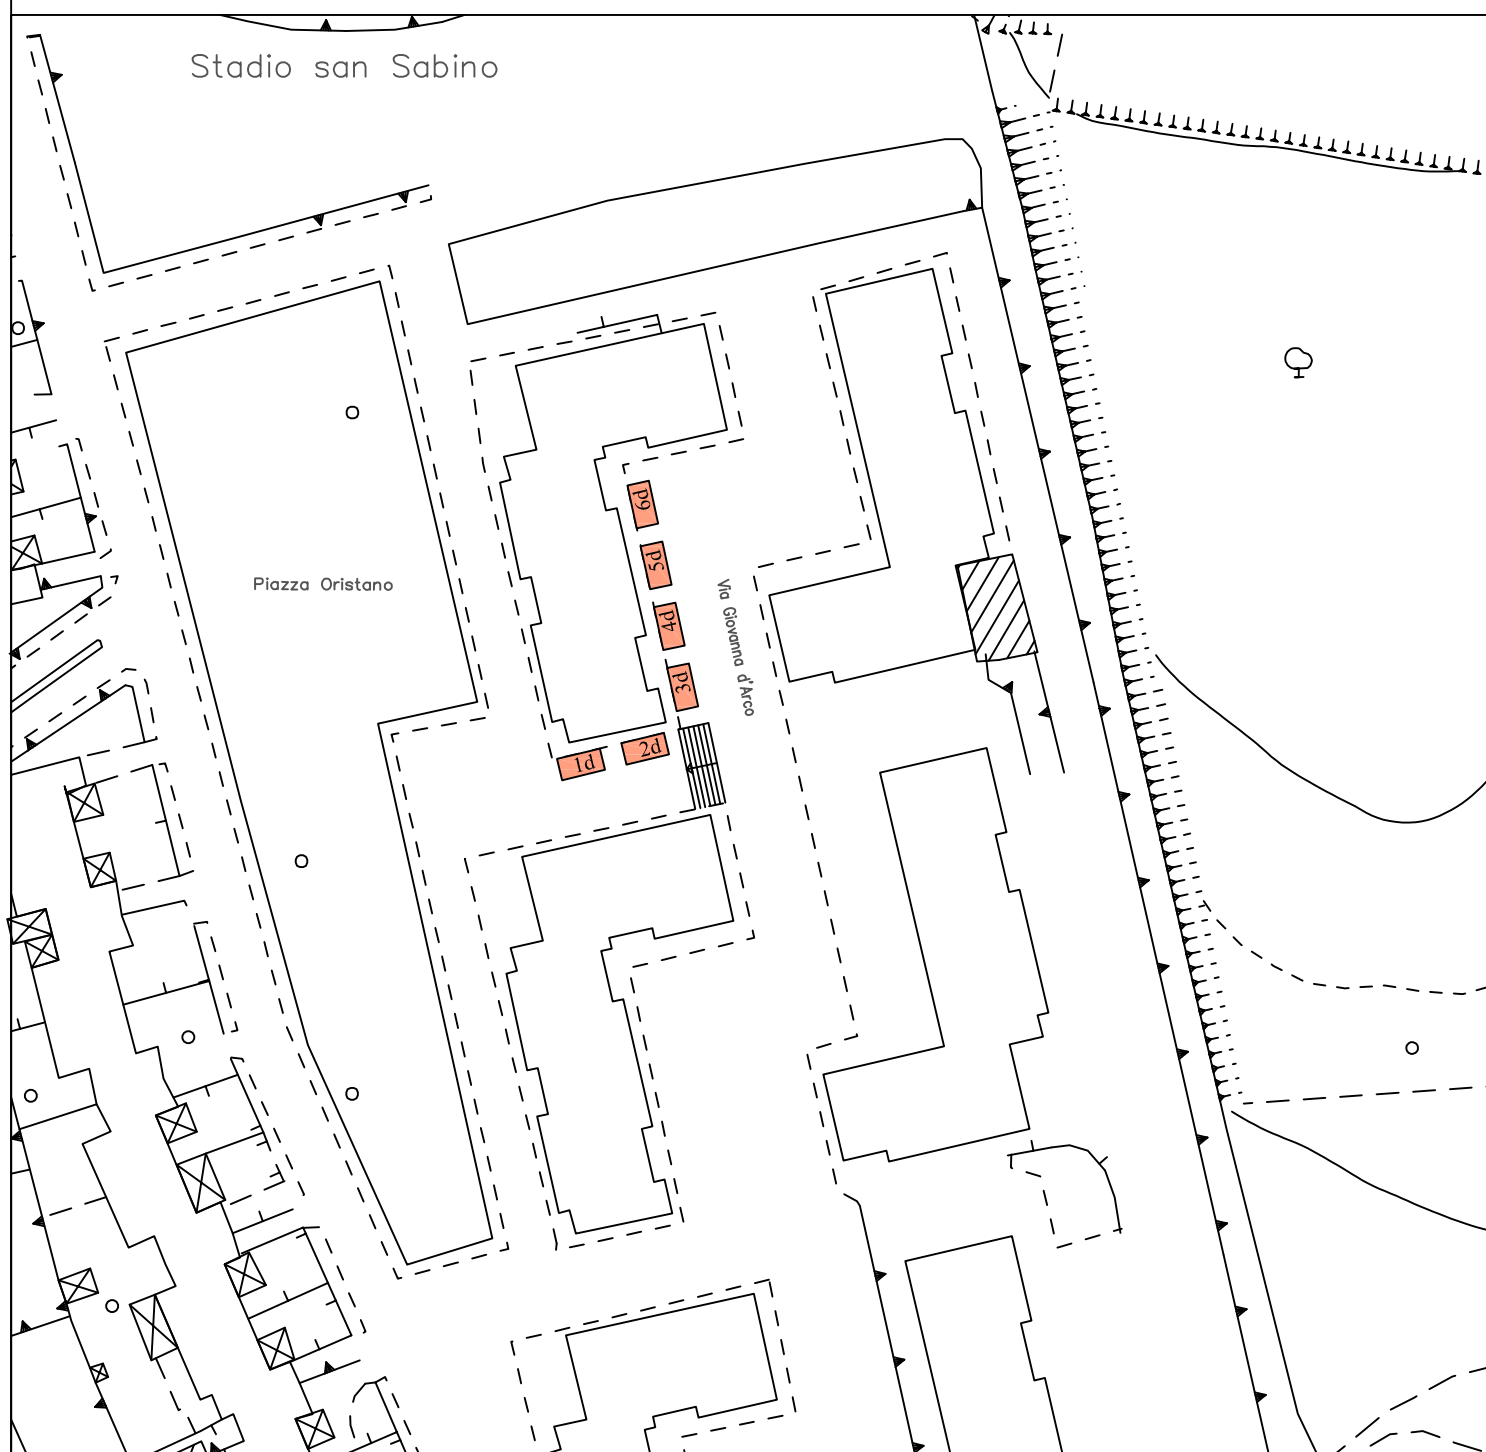 Stadio san Sabino
6d
5d
Piazza Oristano
Via Giovanna d'Arco
4d
3d
2d
1d